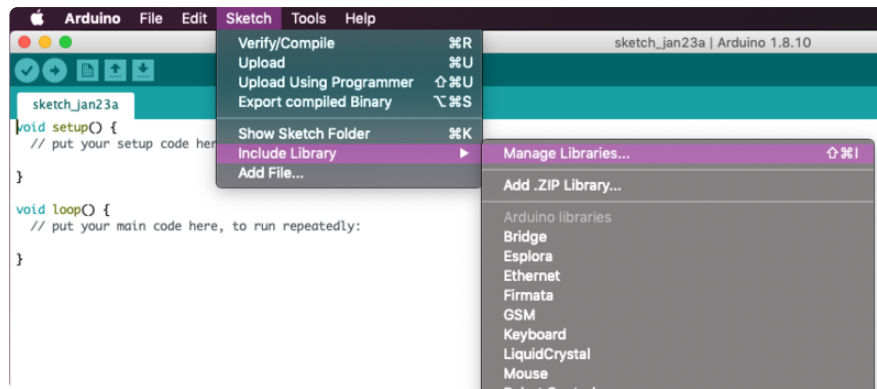 Arduino File Edit Sketch Tools Help
sketch_jan23a | Arduino 1.8.10
sketch_jan23a
void setup() {
// put your setup code her
}
void loop() {
// put your main code here, to run repeatedly:
}
Verify/Compile ⌘R
Upload ⌘U
Upload Using Programmer ⇧⌘U
Export compiled Binary ⌥⌘S
Show Sketch Folder ⌘K
Include Library ▶
Add File...
Manage Libraries... ⇧⌘I
Add .ZIP Library...
Arduino libraries
Bridge
Esplora
Ethernet
Firmata
GSM
Keyboard
LiquidCrystal
Mouse